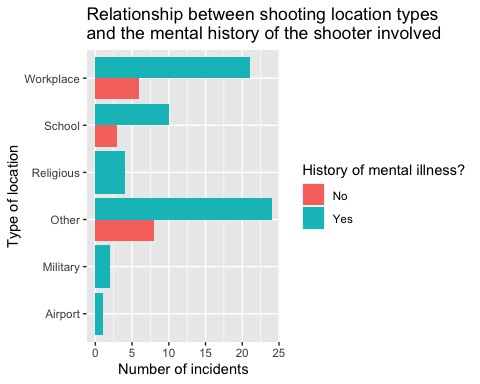 Relationship between shooting location types
and the mental history of the shooter involved
Type of location
Workplace
School
Religious
Other
Military
Airport
0 5 10 15 20 25
Number of incidents
History of mental illness?
No
Yes